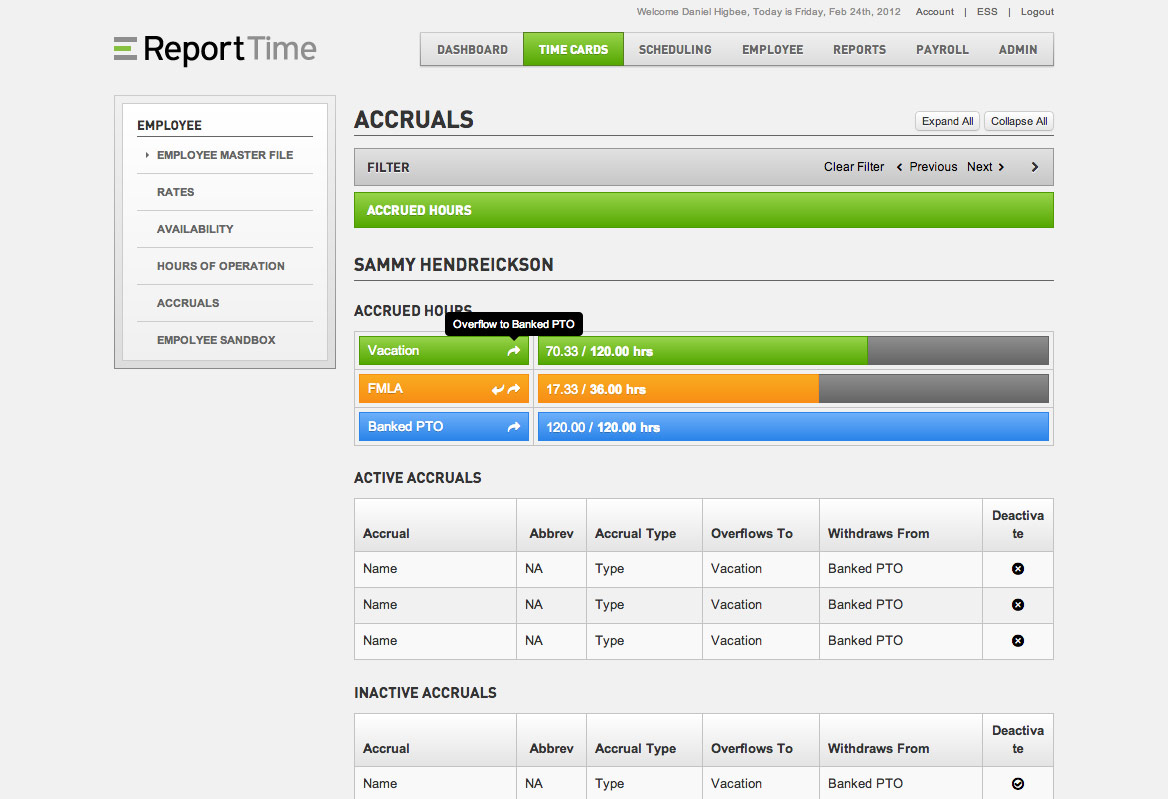 Welcome Daniel Higbee, Today is Friday, Feb 24th, 2012 Account | ESS | Logout
ReportTime
DASHBOARD TIME CARDS SCHEDULING EMPLOYEE REPORTS PAYROLL ADMIN
EMPLOYEE
EMPLOYEE MASTER FILE
RATES
AVAILABILITY
HOURS OF OPERATION
ACCRUALS
EMPOLYEE SANDBOX
ACCRUALS
Expand All Collapse All
FILTER Clear Filter Previous Next
ACCRUED HOURS
SAMMY HENDREICKSON
ACCRUED HOURS
Overflow to Banked PTO
Vacation 70.33 / 120.00 hrs
FMLA 17.33 / 36.00 hrs
Banked PTO 120.00 / 120.00 hrs
ACTIVE ACCRUALS
Accrual Abbrev Accrual Type Overflows To Withdraws From Deactiva
te
Name NA Type Vacation Banked PTO
Name NA Type Vacation Banked PTO
Name NA Type Vacation Banked PTO
INACTIVE ACCRUALS
Accrual Abbrev Accrual Type Overflows To Withdraws From Deactiva
te
Name NA Type Vacation Banked PTO